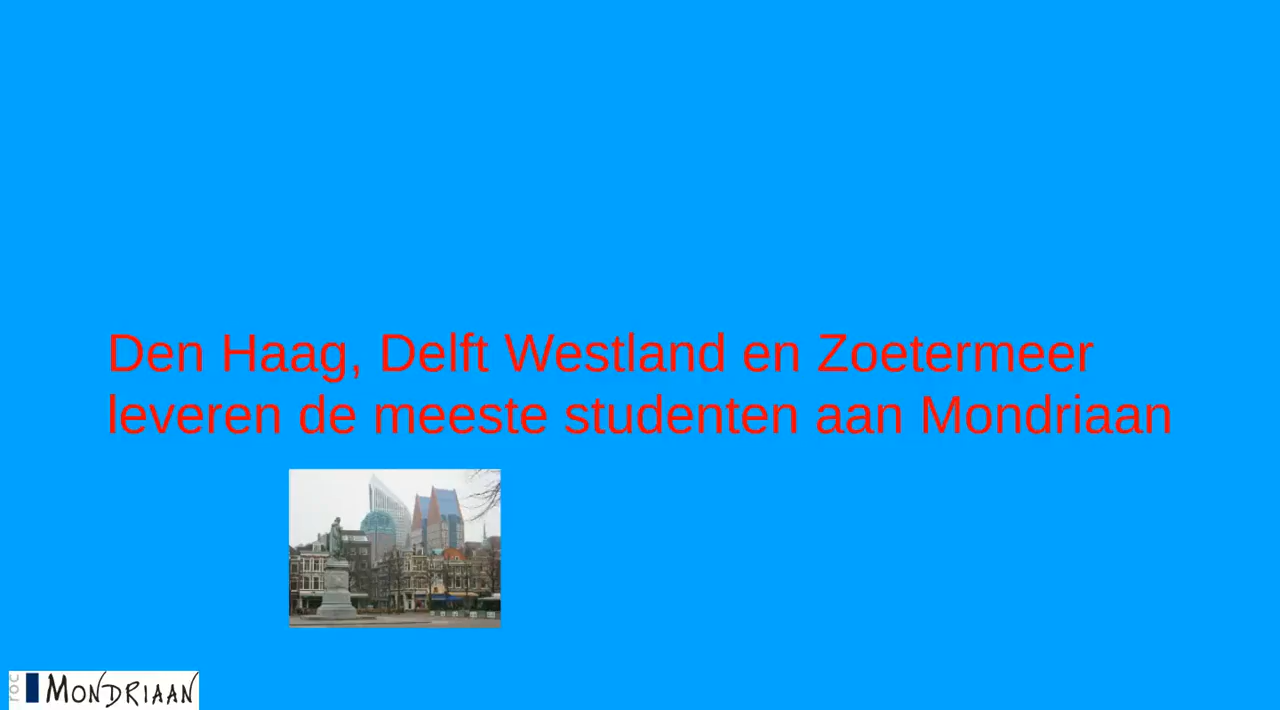 Den Haag, Delft Westland en Zoetermeer
leveren de meeste studenten aan Mondriaan
roc MONDRIAAN